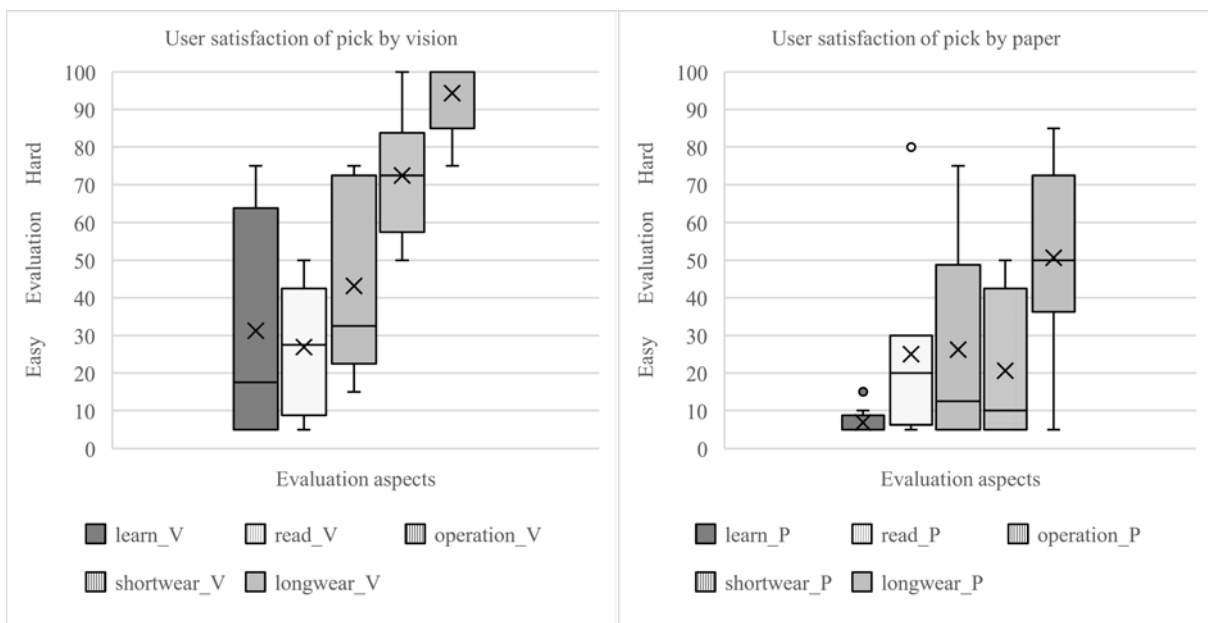 User satisfaction of pick by vision
100
90
80
70
60
50
40
30
20
10
0
Easy Evaluation Hard
Evaluation aspects
learn_V read_V operation_V
shortwear_V longwear_V
User satisfaction of pick by paper
100
90
80
70
60
50
40
30
20
10
0
Easy Evaluation Hard
Evaluation aspects
learn_P read_P operation_P
shortwear_P longwear_P